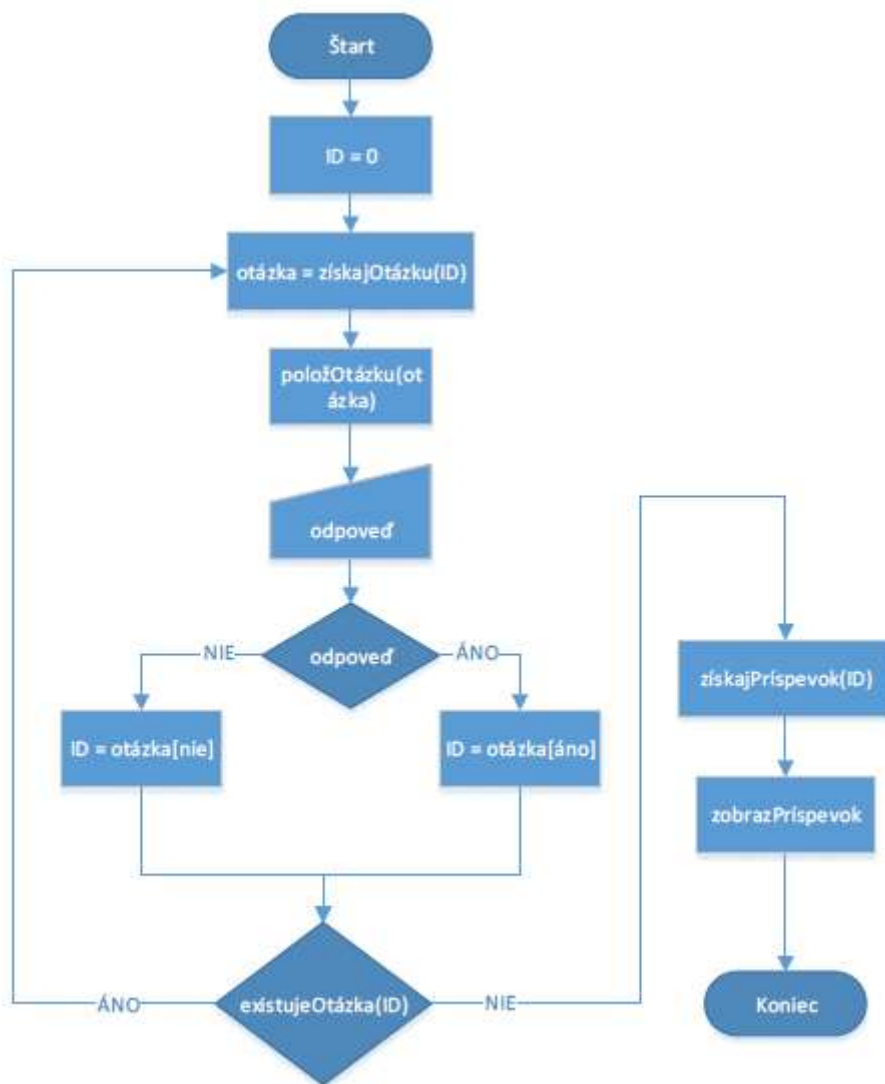 Štart
ID = 0
otázka = získajOtázku(ID)
položOtázku(ot
ázka)
odpoveď
odpoveď
NIE
ÁNO
ID = otázka[nie]
ID = otázka[áno]
existujeOtázka(ID)
ÁNO
NIE
získajPríspevok(ID)
zobrazPríspevok
Koniec